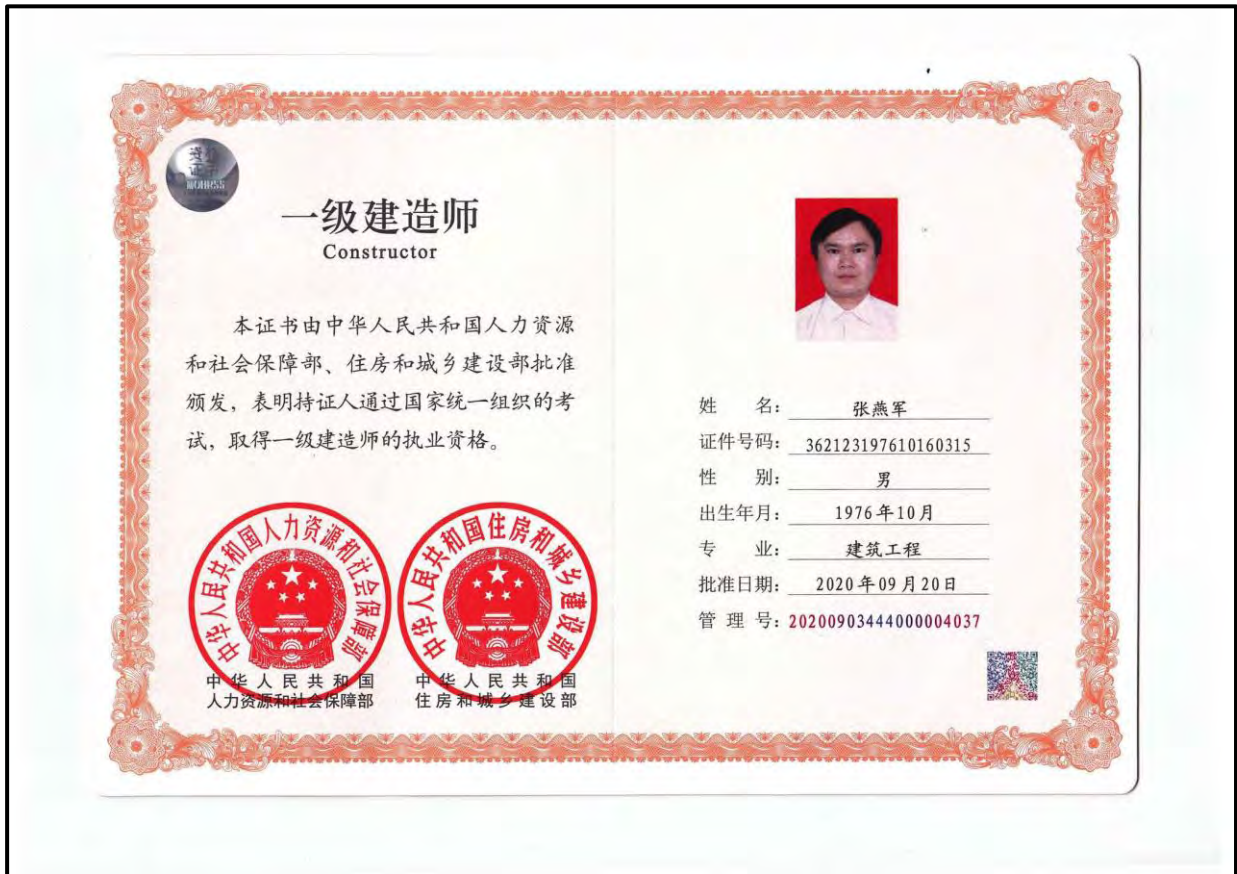 一级建造师
Constructor
本证书由中华人民共和国人力资源
和社会保障部、住房和城乡建设部批准
颁发，表明持证人通过国家统一组织的考
试，取得一级建造师的执业资格。
中华人民共和国人力资源和社会保障部
中华人民共和国住房和城乡建设部
中华人民共和国
人力资源和社会保障部
中华人民共和国
住房和城乡建设部
姓 名：张燕军
证件号码：362123197610160315
性 别：男
出生年月：1976年10月
专 业：建筑工程
批准日期：2020年09月20日
管 理 号：20200903444000004037